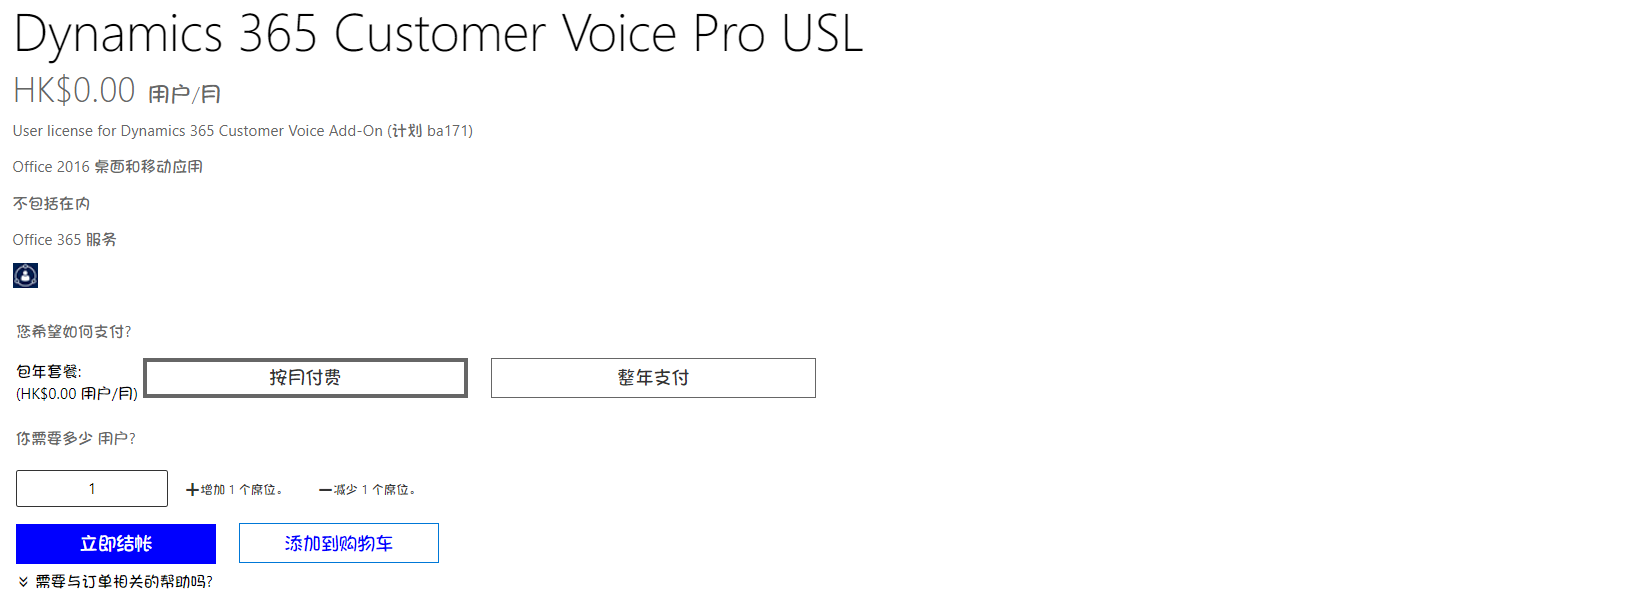 Dynamics 365 Customer Voice Pro USL
HK$0.00 用户/月
User license for Dynamics 365 Customer Voice Add-On (计划 ba171)
Office 2016 桌面和移动应用
不包括在内
Office 365 服务
您希望如何支付?
包年套餐:
(HK$0.00 用户/月)
按月付费
整年支付
你需要多少 用户?
1
增加 1 个席位。
减少 1 个席位。
立即结帐
添加到购物车
需要与订单相关的帮助吗?